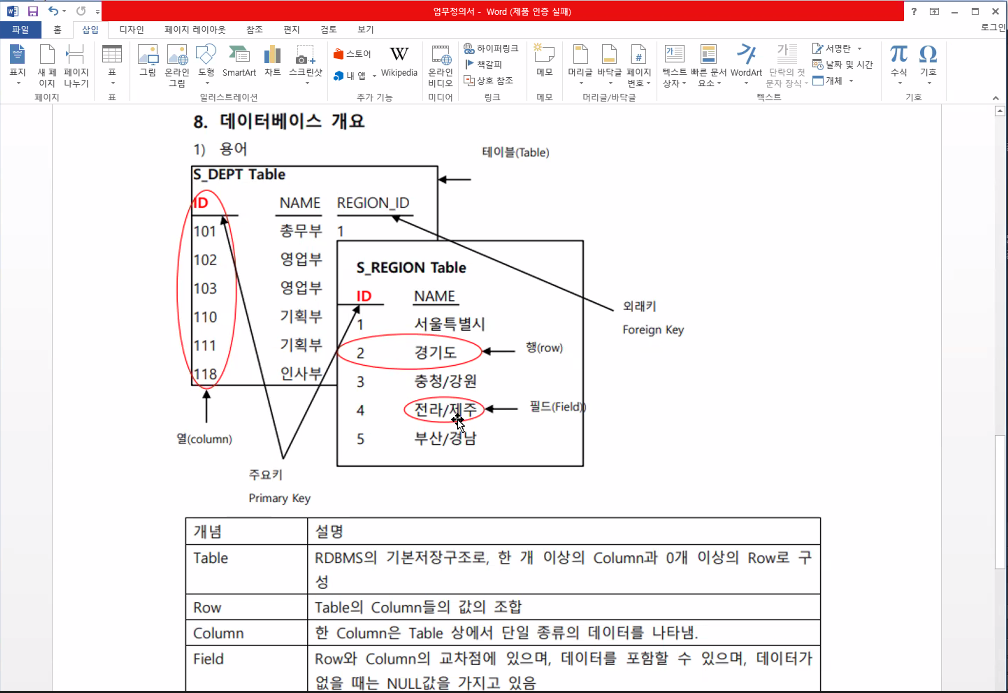 업무정의서 - Word (제품 인증 실패)
파일 홈 삽입 디자인 페이지 레이아웃 참조 편지 검토 보기
로그인
표지 새 페이지 페이지 나누기 표 그림 온라인 그림 도형 SmartArt 차트 스크린샷 스토어 내 앱 Wikipedia 온라인 비디오 하이퍼링크 책갈피 상호 참조 메모 머리글 바닥글 페이지 번호 텍스트 상자 빠른 문서 요소 WordArt 단락의 첫 문자 장식 서명란 날짜 및 시간 개체 수식 기호
페이지 표 일러스트레이션 추가 기능 미디어 링크 메모 머리글/바닥글 텍스트 기호
8. 데이터베이스 개요
1) 용어
테이블(Table)
S_DEPT Table
ID NAME REGION_ID
101 총무부 1
102 영업부
103 영업부
110 기획부
111 기획부
118 인사부
S_REGION Table
ID NAME
1 서울특별시
2 경기도
3 충청/강원
4 전라/제주
5 부산/경남
외래키
Foreign Key
행(row)
필드(Field))
열(column)
주요키
Primary Key
개념 설명
Table RDBMS의 기본저장구조로, 한 개 이상의 Column과 0개 이상의 Row로 구
성
Row Table의 Column들의 값의 조합
Column 한 Column은 Table 상에서 단일 종류의 데이터를 나타냄.
Field Row와 Column의 교차점에 있으며, 데이터를 포함할 수 있으며, 데이터가
없을 때는 NULL값을 가지고 있음